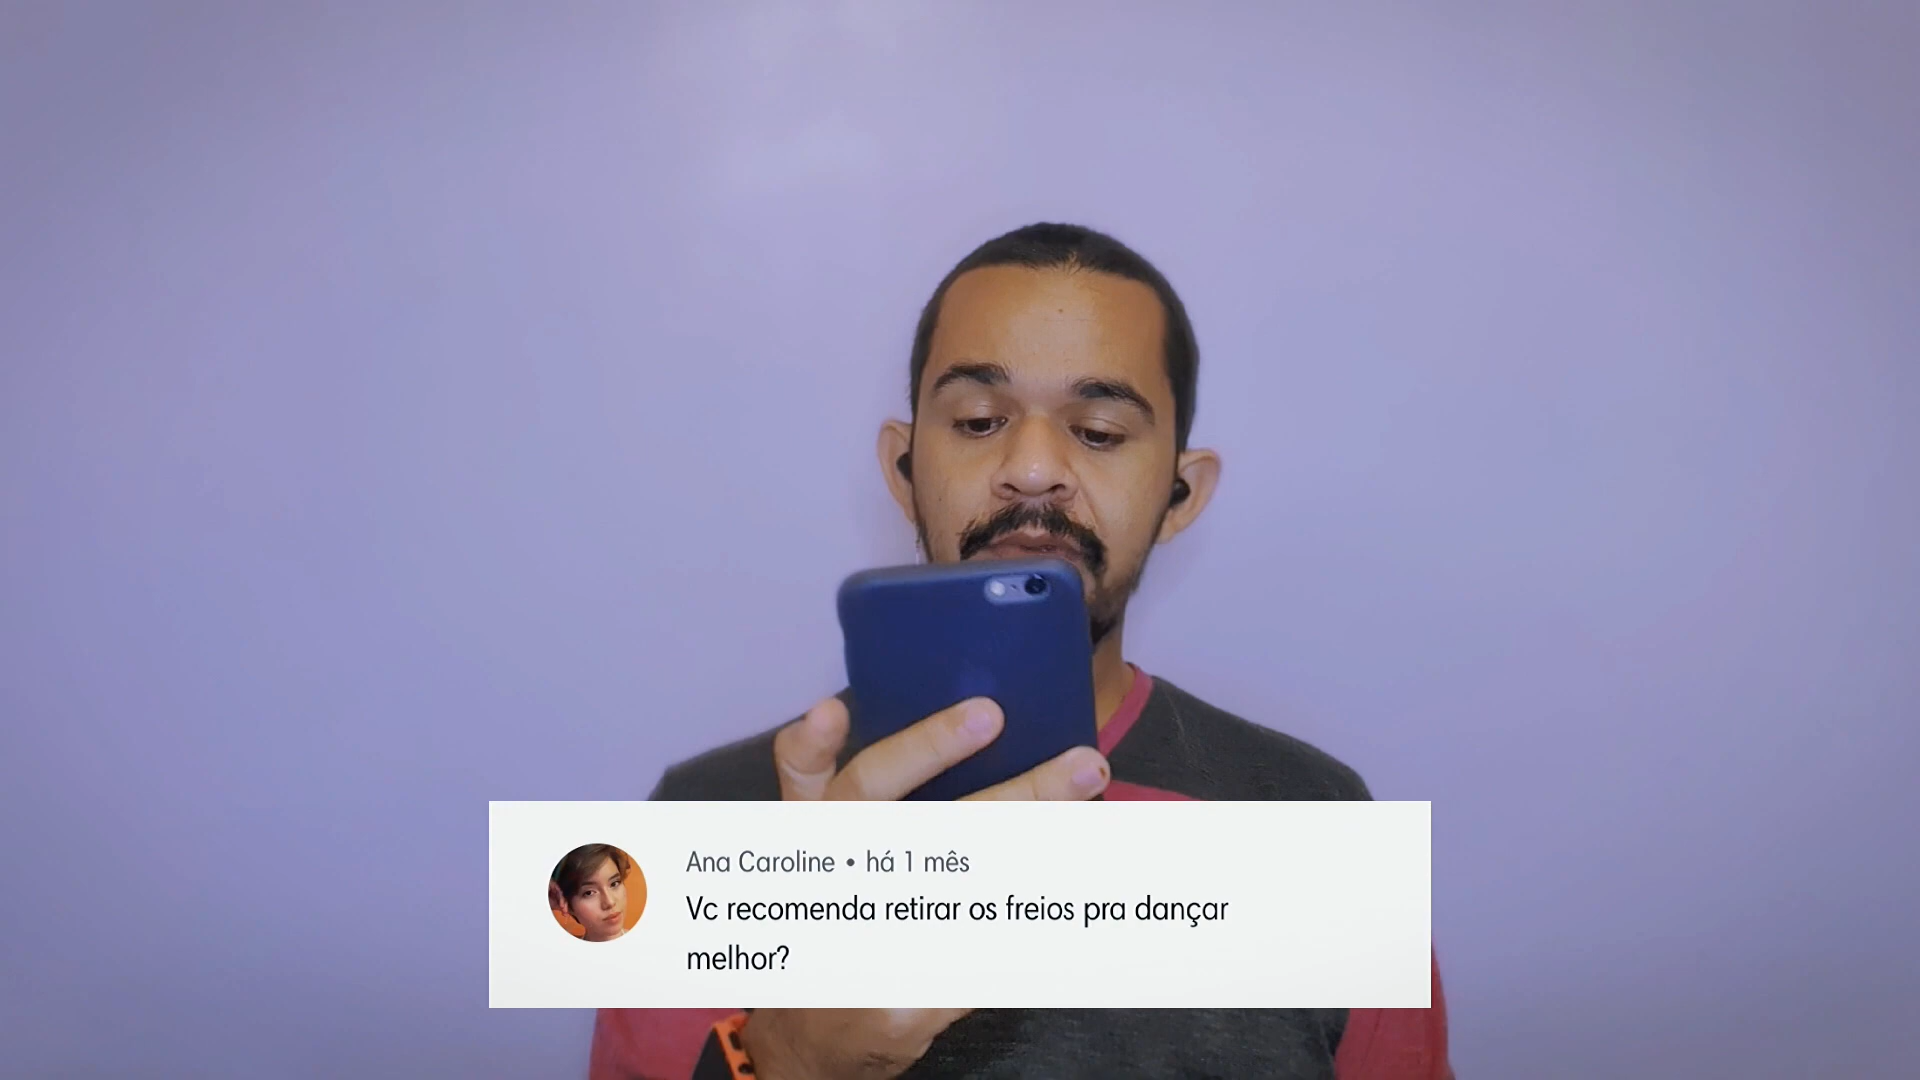 Ana Caroline • há 1 mês
Vc recomenda retirar os freios pra dançar
melhor?